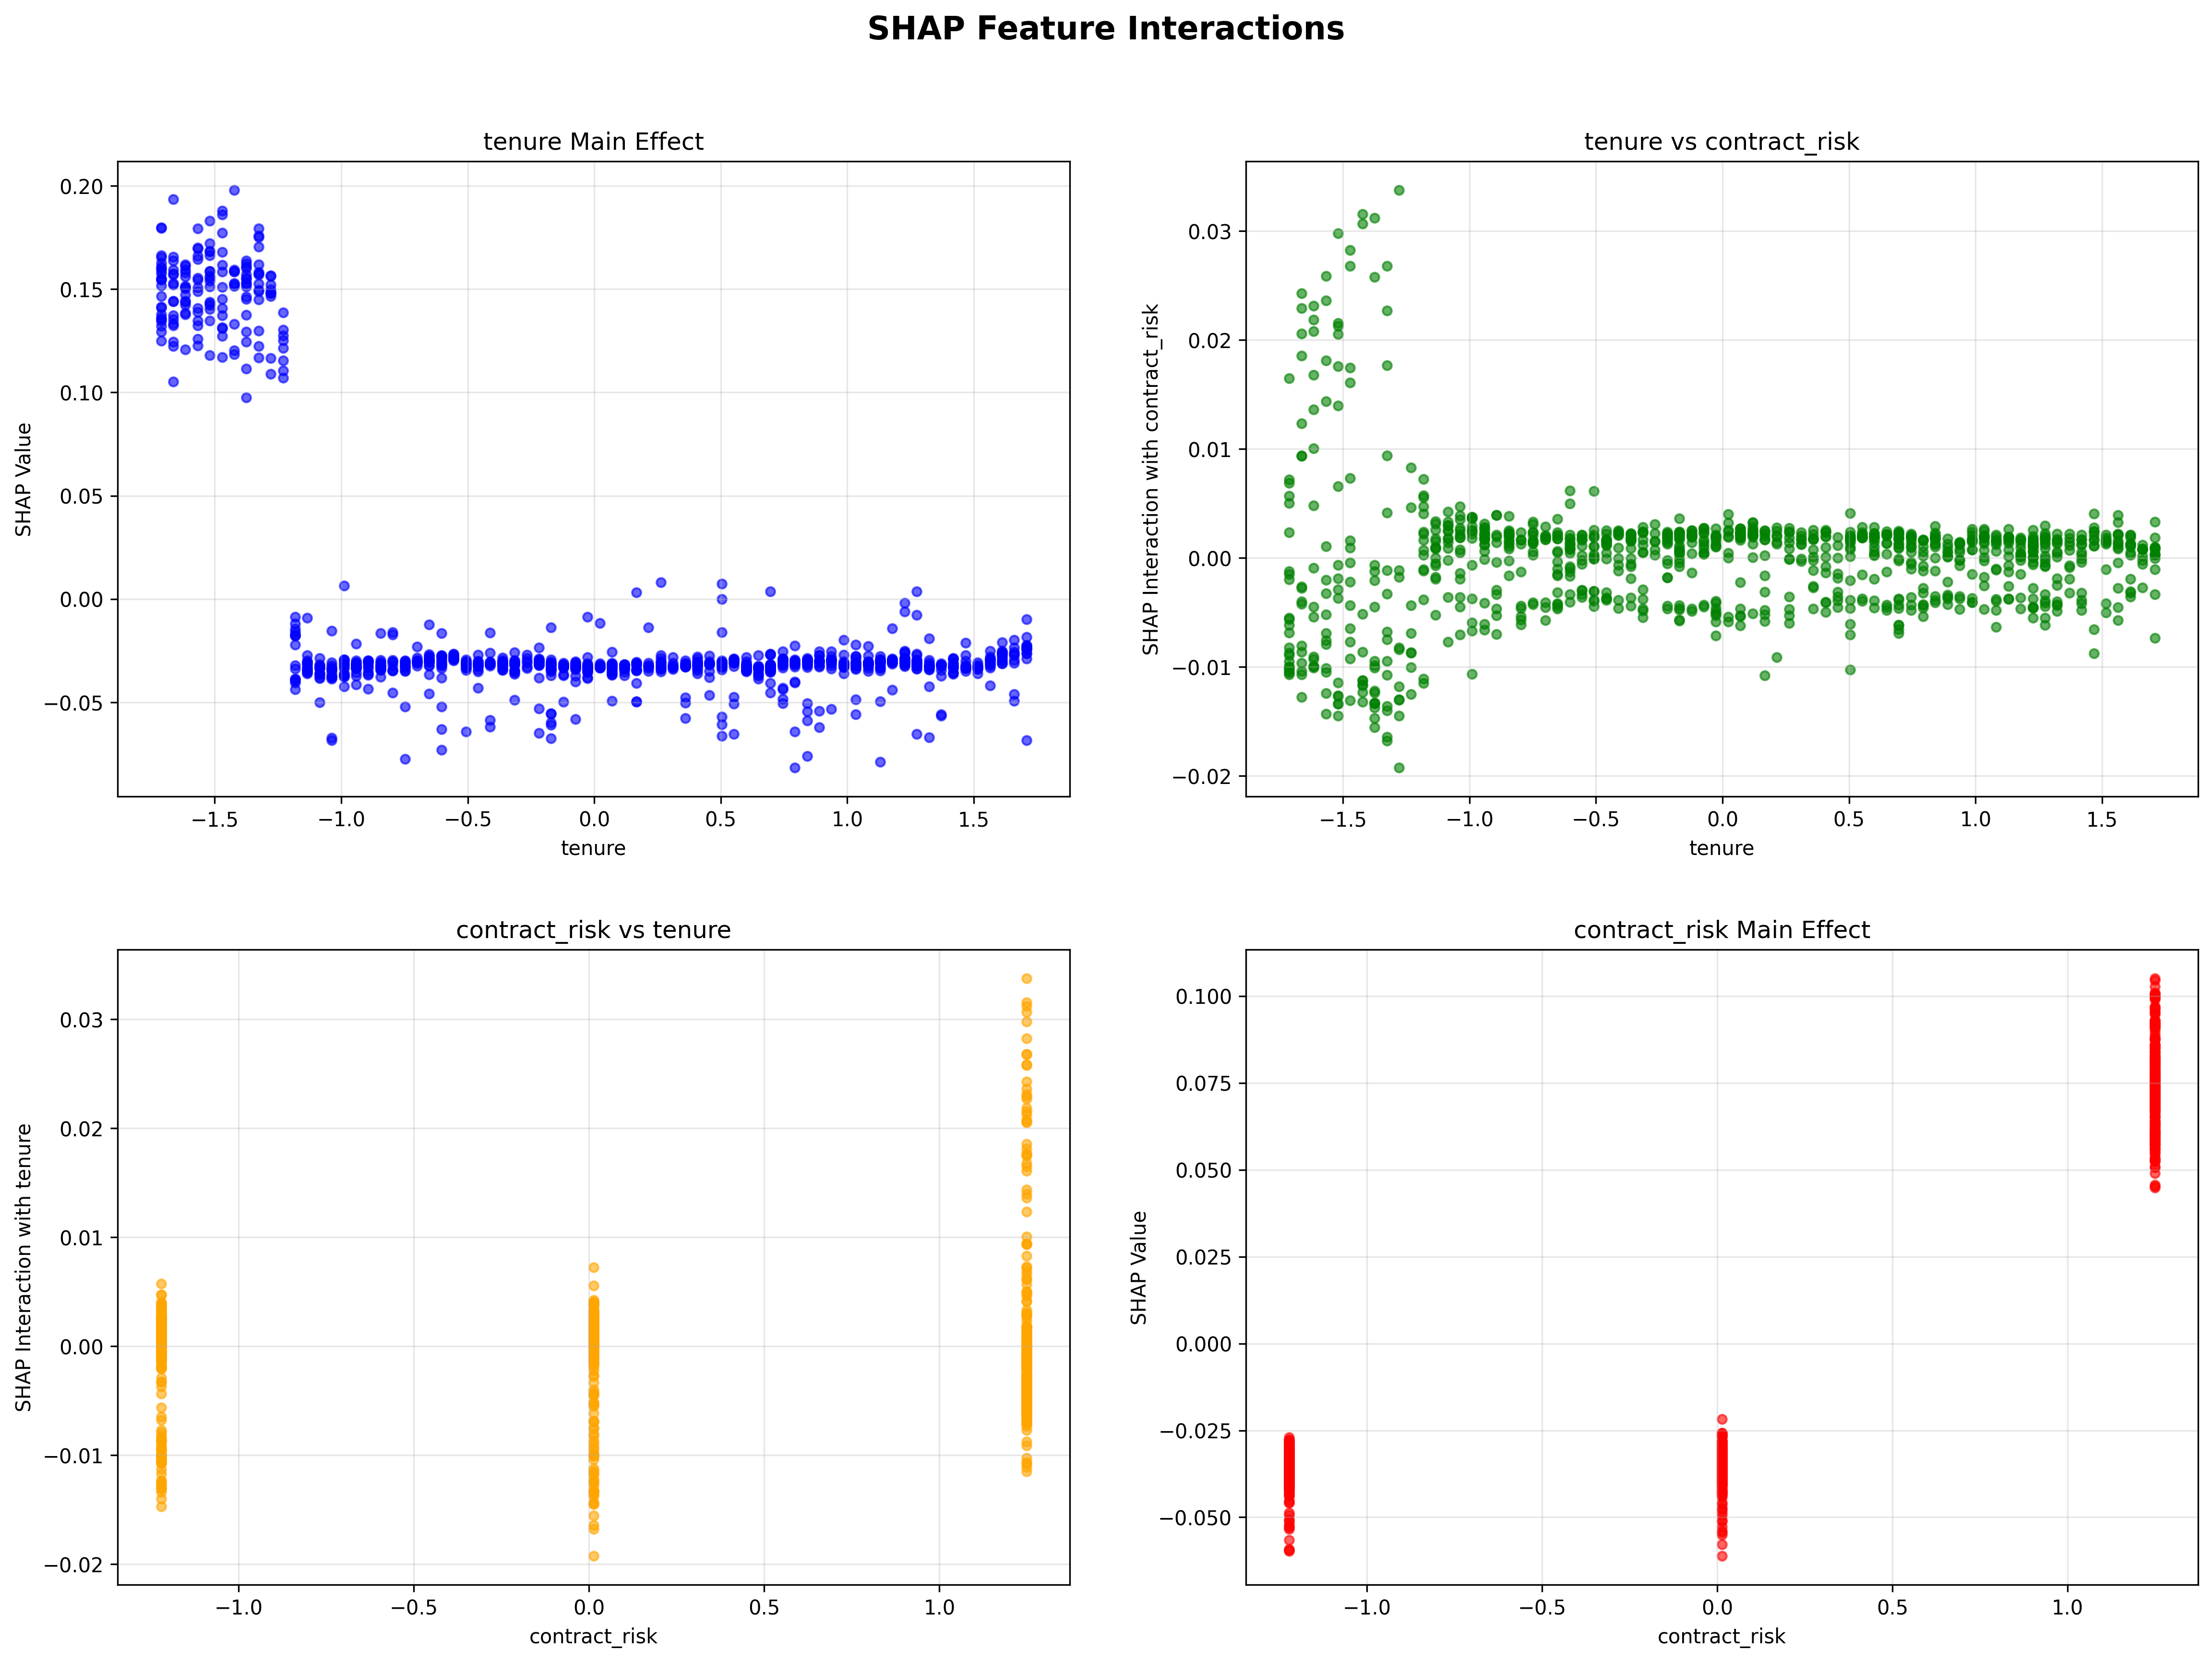 SHAP Feature Interactions
tenure Main Effect
SHAP Value
0.20
0.15
0.10
0.05
0.00
−0.05
−1.5 −1.0 −0.5 0.0 0.5 1.0 1.5
tenure
tenure vs contract_risk
SHAP Interaction with contract_risk
0.03
0.02
0.01
0.00
−0.01
−0.02
−1.5 −1.0 −0.5 0.0 0.5 1.0 1.5
tenure
contract_risk vs tenure
SHAP Interaction with tenure
0.03
0.02
0.01
0.00
−0.01
−0.02
−1.0 −0.5 0.0 0.5 1.0
contract_risk
contract_risk Main Effect
SHAP Value
0.100
0.075
0.050
0.025
0.000
−0.025
−0.050
−1.0 −0.5 0.0 0.5 1.0
contract_risk